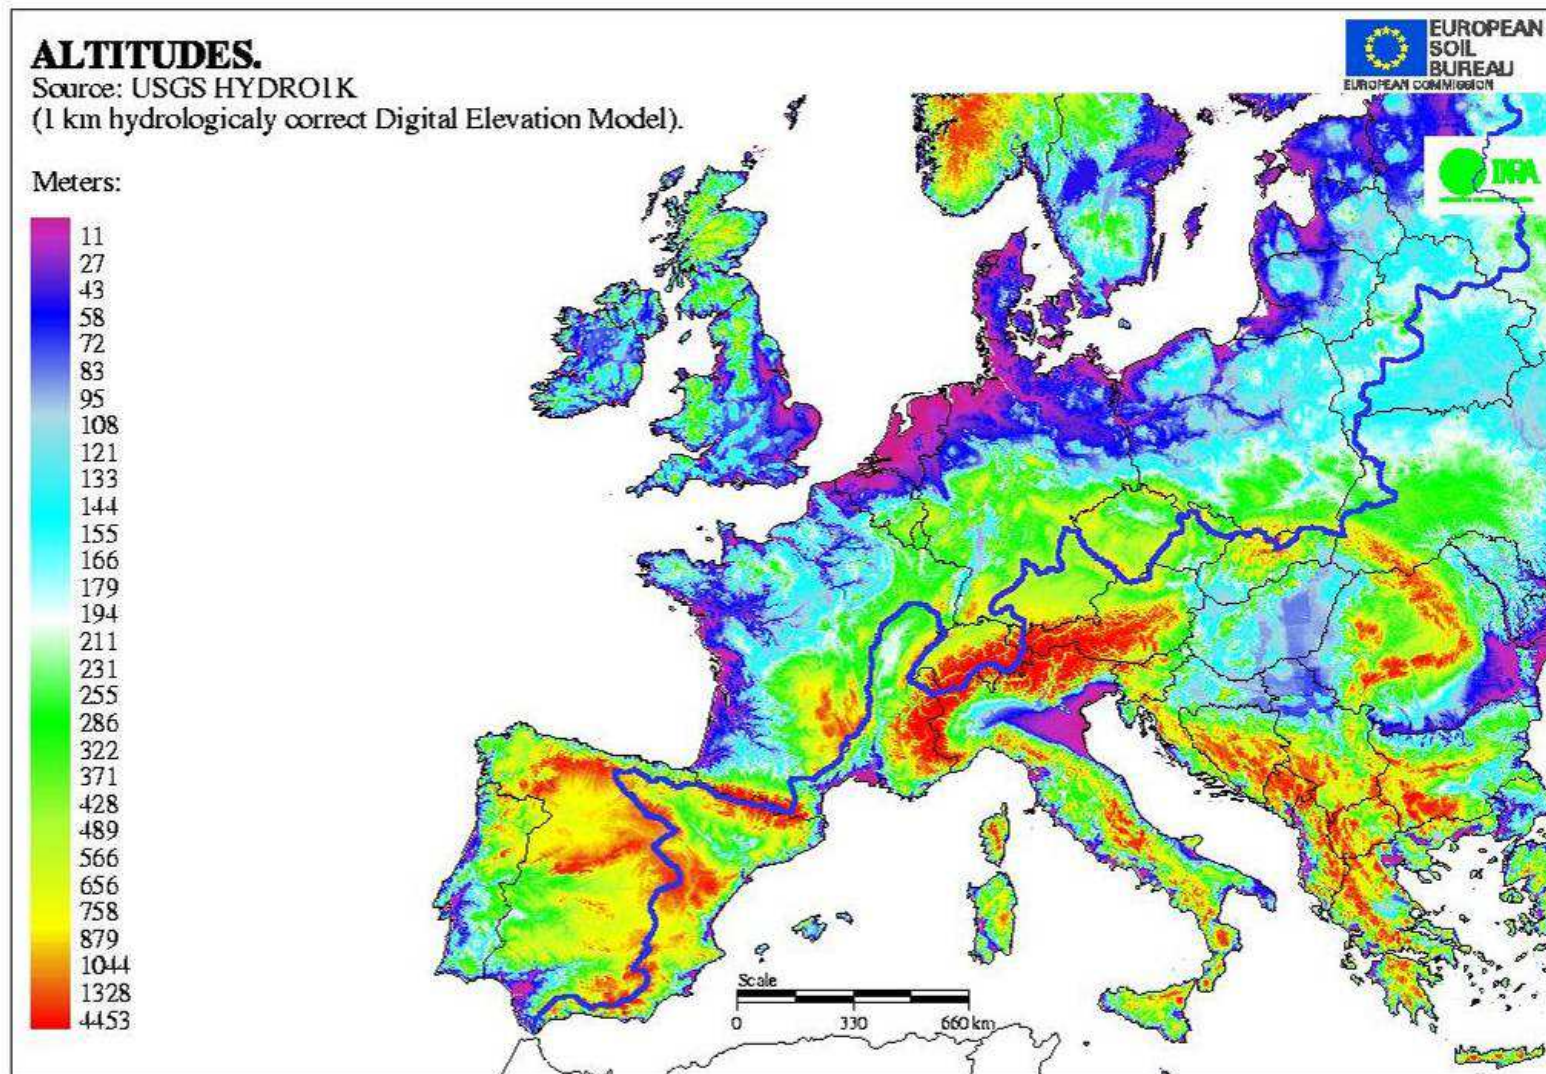 ALTITUDES.
Source: USGS HYDRO1K
(1 km hydrologicaly correct Digital Elevation Model).
EUROPEAN
SOIL
BUREAU
EUROPEAN COMMISSION
INRA
Meters:
11
27
43
58
72
83
95
108
121
133
144
155
166
179
194
211
231
255
286
322
371
428
489
566
656
758
879
1044
1328
4453
Scale
0 330 660 km